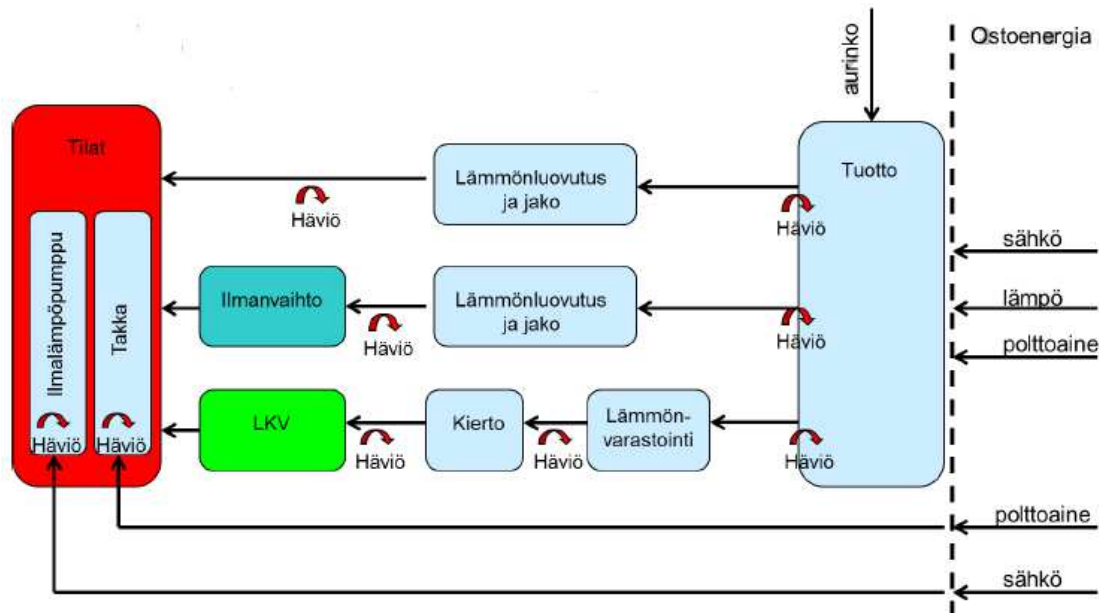 Ostoenergia
aurinko
Tilat
Tuotto
Lämmönluovutus
ja jako
Häviö
Häviö
sähkö
Ilmalämpöpumppu
Takka
Ilmanvaihto
Lämmönluovutus
ja jako
lämpö
Häviö
Häviö
polttoaine
LKV
Kierto
Lämmön-
varastointi
Häviö
Häviö
Häviö
Häviö
Häviö
polttoaine
sähkö